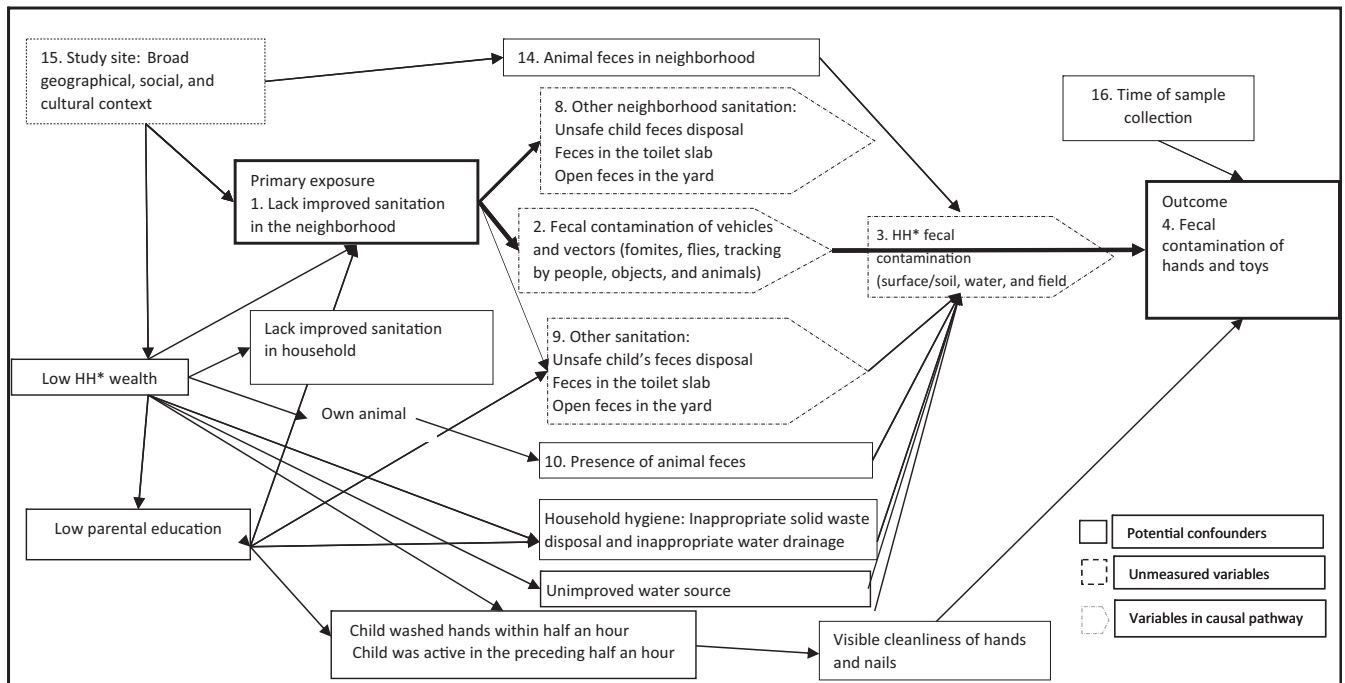 15. Study site: Broad
geographical, social, and
cultural context
14. Animal feces in neighborhood
16. Time of sample
collection
8. Other neighborhood sanitation:
Unsafe child feces disposal
Feces in the toilet slab
Open feces in the yard
Primary exposure
1. Lack improved sanitation
in the neighborhood
2. Fecal contamination of vehicles
and vectors (fomites, flies, tracking
by people, objects, and animals)
3. HH* fecal
contamination
(surface/soil, water, and field
Outcome
4. Fecal
contamination of
hands and toys
Lack improved sanitation
in household
9. Other sanitation:
Unsafe child's feces disposal
Feces in the toilet slab
Open feces in the yard
Low HH* wealth
Own animal
10. Presence of animal feces
Low parental education
Household hygiene: Inappropriate solid waste
disposal and inappropriate water drainage
Unimproved water source
Child washed hands within half an hour
Child was active in the preceding half an hour
Visible cleanliness of hands
and nails
Potential confounders
Unmeasured variables
Variables in causal pathway